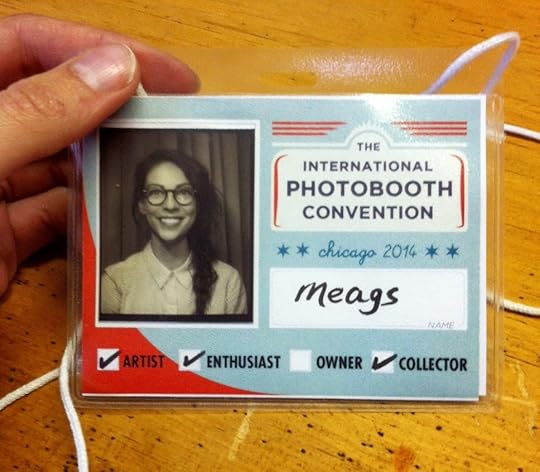 THE
INTERNATIONAL
PHOTOBOOTH
CONVENTION
chicago 2014
meags
NAME
ARTIST ENTHUSIAST OWNER COLLECTOR